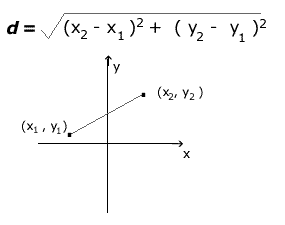 d = √(x₂ - x₁)² + (y₂ - y₁)²
y
(x₂, y₂)
(x₁, y₁)
x